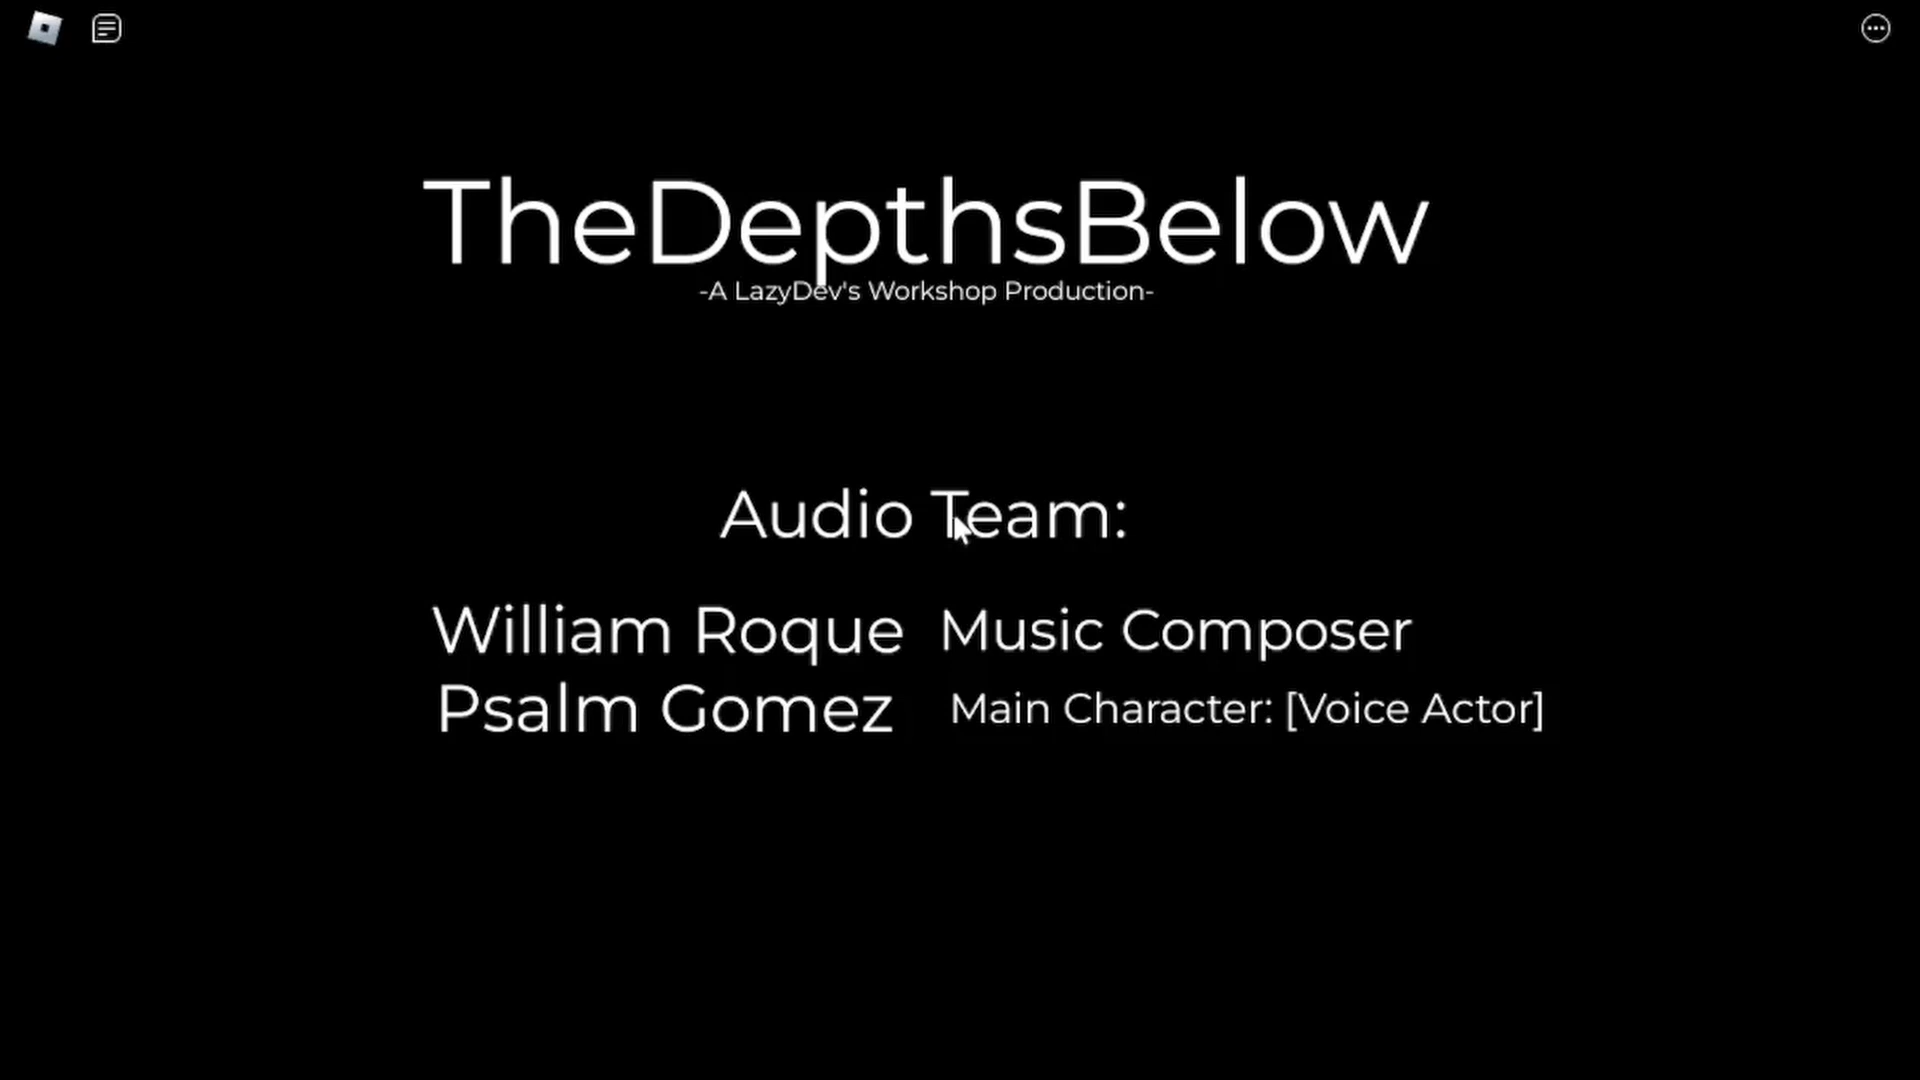 TheDepthsBelow
-A LazyDev's Workshop Production-
Audio Team:
William Roque Music Composer
Psalm Gomez Main Character: [Voice Actor]